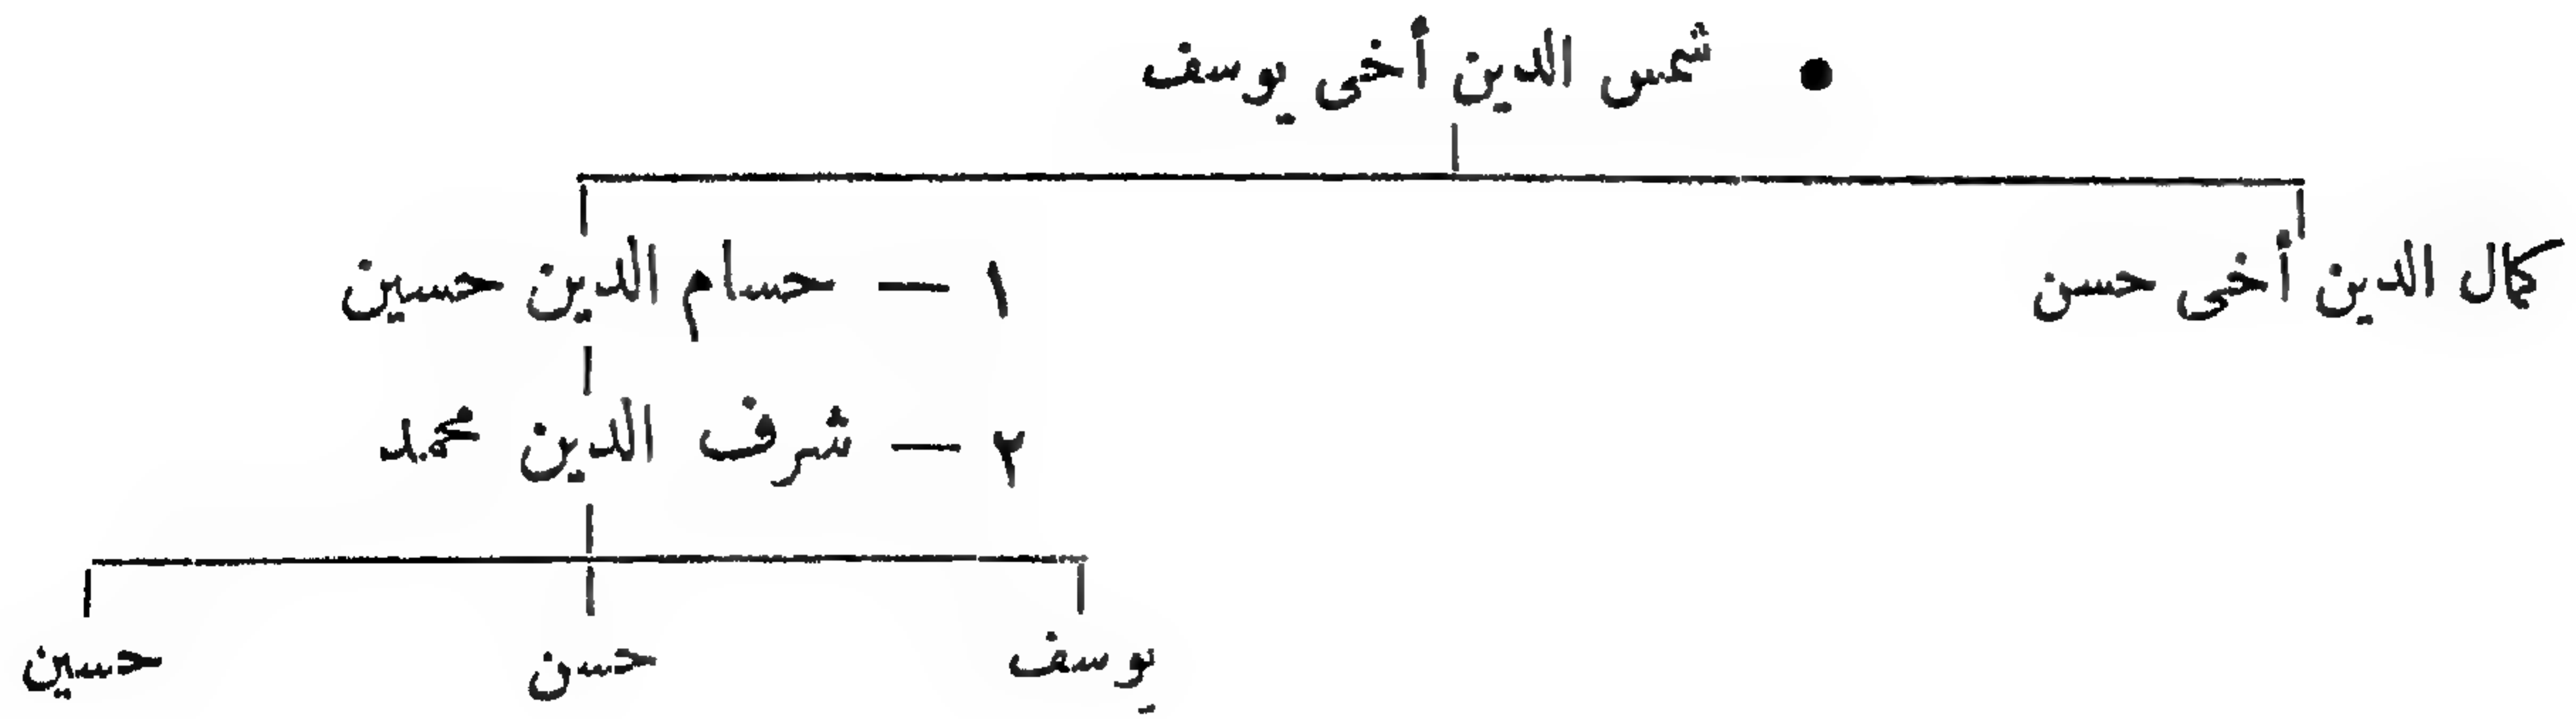 • شمس الدين أخى يوسف
كمال الدين أخى حسن ١ — حسام الدين حسين
٢ — شرف الدين محمد
يوسف حسن حسين